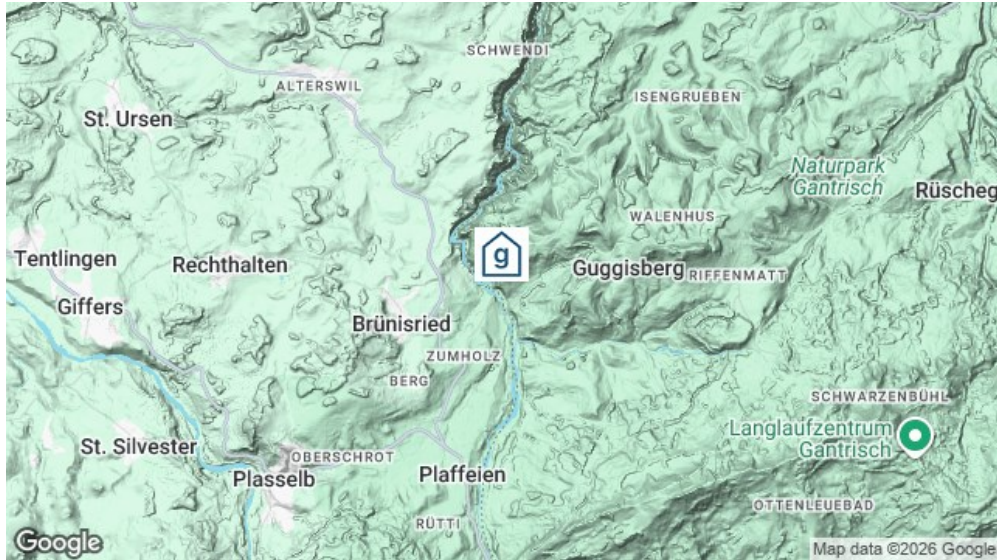 SCHWENDI
ALTERSWIL
ISENGRUEBEN
St. Ursen
Naturpark
Gantrisch
Rüscheg
WALENHUS
g
Tentlingen
Rechthalten
Guggisberg
RIFFENMATT
Giffers
Brünisried
ZUMHOLZ
BERG
SCHWARZENBÜHL
Langlaufzentrum
Gantrisch
St. Silvester
OBERSCHROT
Plasselb
Plaffeien
OTTENLEUEBAD
RÜTTI
Google
Map data ©2026 Google